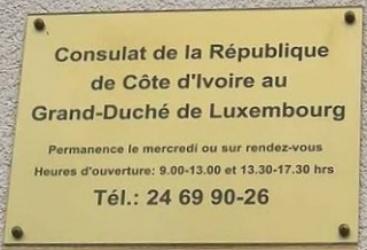 Consulat de la République
de Côte d'Ivoire au
Grand-Duché de Luxembourg
Permanence le mercredi ou sur rendez-vous
Heures d'ouverture: 9.00-13.00 et 13.30-17.30 hrs
Tél.: 24 69 90-26